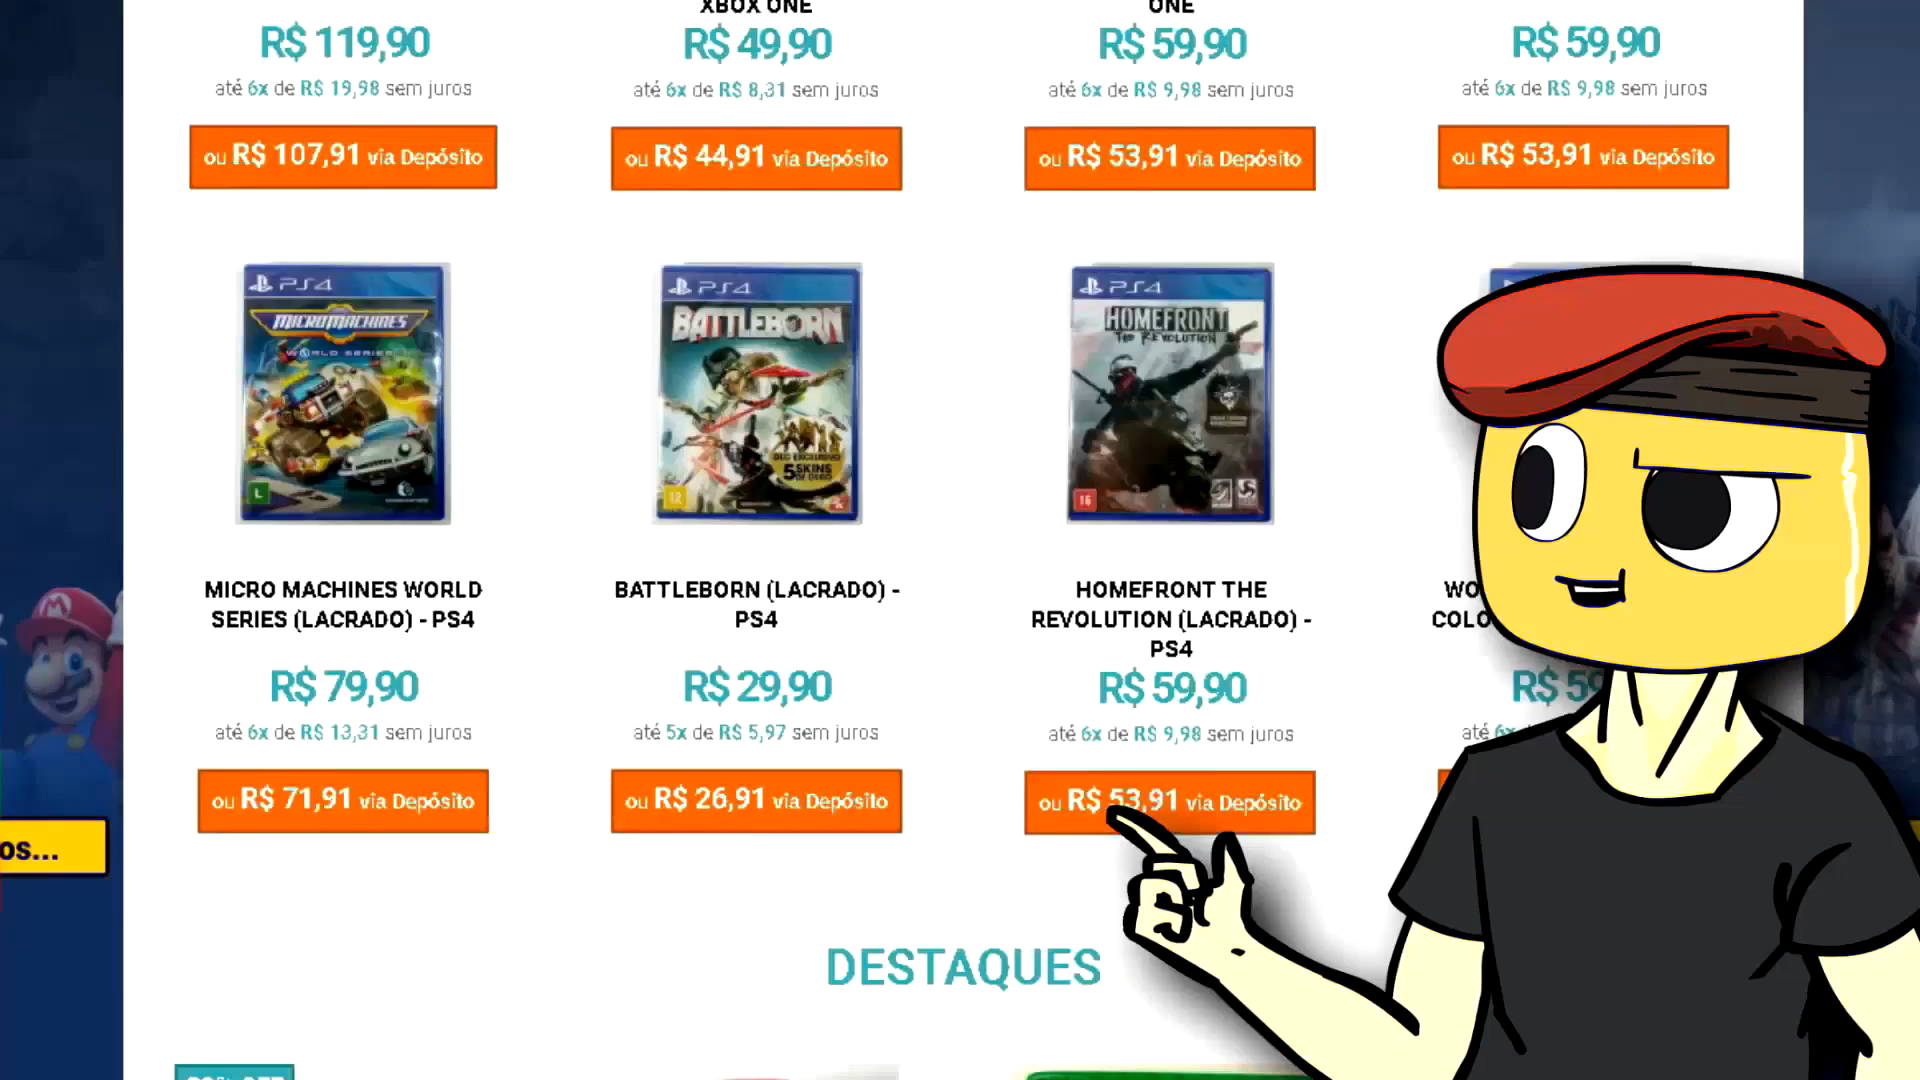 XBOX ONE
ONE
R$ 119,90
R$ 49,90
R$ 59,90
R$ 59,90
até 6x de R$ 19,98 sem juros
até 6x de R$ 8,31 sem juros
até 6x de R$ 9,98 sem juros
até 6x de R$ 9,98 sem juros
ou R$ 107,91 via Depósito
ou R$ 44,91 via Depósito
ou R$ 53,91 via Depósito
ou R$ 53,91 via Depósito
PS4
MICROMACHINES
WORLD SERIES
L
PS4
BATTLEBORN
5 SKINS
12
2K
PS4
HOMEFRONT
THE REVOLUTION
16
MICRO MACHINES WORLD
SERIES (LACRADO) - PS4
BATTLEBORN (LACRADO) -
PS4
HOMEFRONT THE
REVOLUTION (LACRADO) -
PS4
WO
COLO
R$ 79,90
R$ 29,90
R$ 59,90
R$ 59
até 6x de R$ 13,31 sem juros
até 5x de R$ 5,97 sem juros
até 6x de R$ 9,98 sem juros
até 6x
ou R$ 71,91 via Depósito
ou R$ 26,91 via Depósito
ou R$ 53,91 via Depósito
os...
DESTAQUES